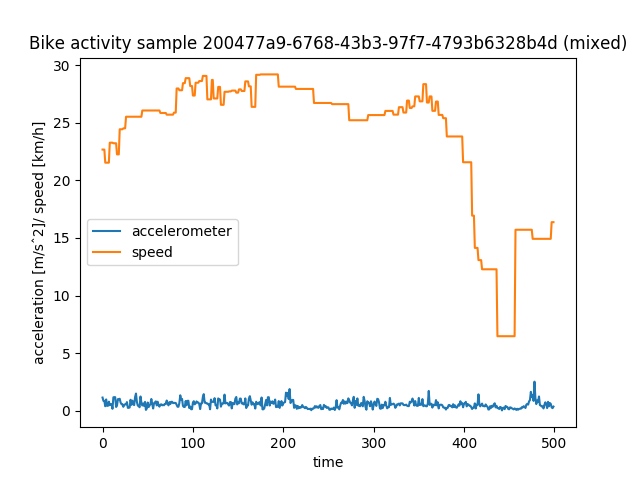 Bike activity sample 200477a9-6768-43b3-97f7-4793b6328b4d (mixed)
acceleration [m/s^2]/ speed [km/h]
30
25
20
15
10
5
0
accelerometer
speed
0 100 200 300 400 500
time